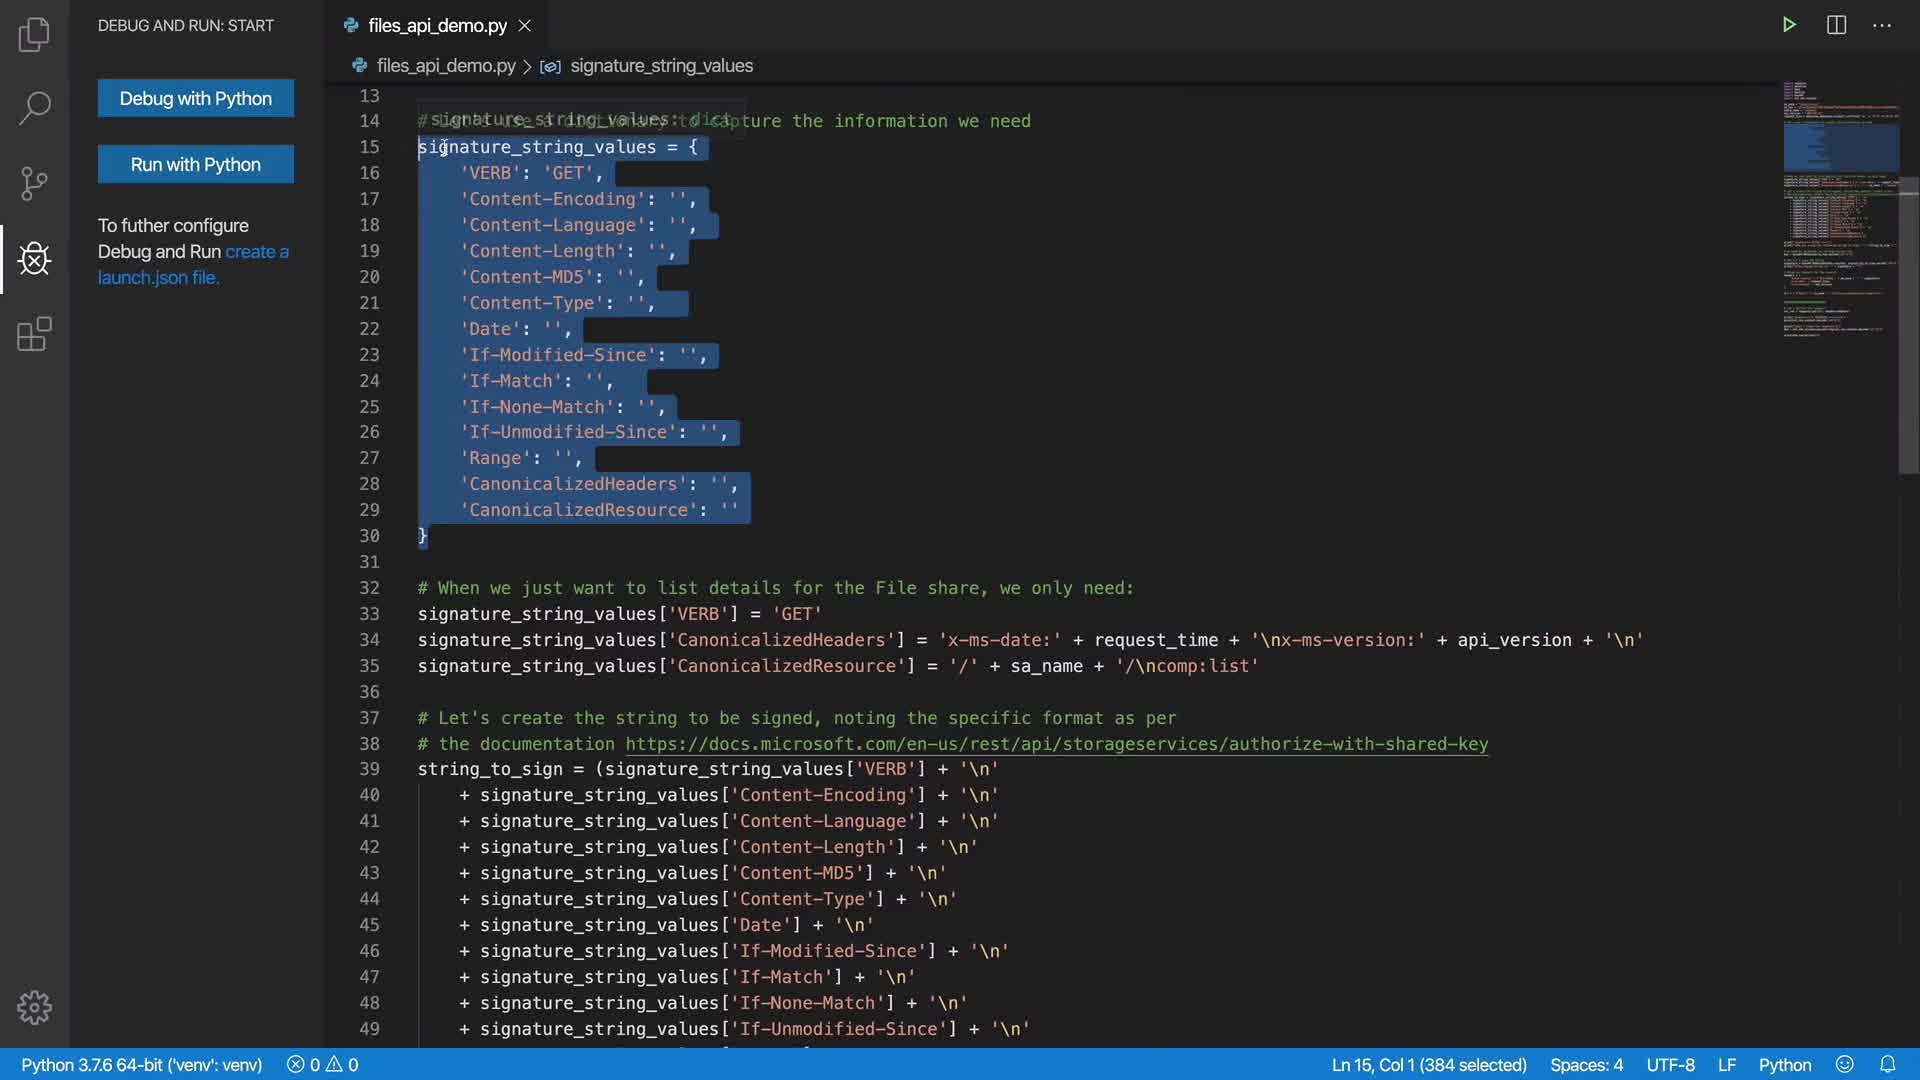 DEBUG AND RUN: START
Debug with Python
Run with Python
To futher configure
Debug and Run create a
launch.json file.
files_api_demo.py
files_api_demo.py > signature_string_values
13
signature_string_values: dict
14 # use a dictionary to capture the information we need
15 signature_string_values = {
16 'VERB': 'GET',
17 'Content-Encoding': '',
18 'Content-Language': '',
19 'Content-Length': '',
20 'Content-MD5': '',
21 'Content-Type': '',
22 'Date': '',
23 'If-Modified-Since': '',
24 'If-Match': '',
25 'If-None-Match': '',
26 'If-Unmodified-Since': '',
27 'Range': '',
28 'CanonicalizedHeaders': '',
29 'CanonicalizedResource': ''
30 }
31
32 # When we just want to list details for the File share, we only need:
33 signature_string_values['VERB'] = 'GET'
34 signature_string_values['CanonicalizedHeaders'] = 'x-ms-date:' + request_time + '\nx-ms-version:' + api_version + '\n'
35 signature_string_values['CanonicalizedResource'] = '/' + sa_name + '/\ncomp:list'
36
37 # Let's create the string to be signed, noting the specific format as per
38 # the documentation https://docs.microsoft.com/en-us/rest/api/storageservices/authorize-with-shared-key
39 string_to_sign = (signature_string_values['VERB'] + '\n'
40 + signature_string_values['Content-Encoding'] + '\n'
41 + signature_string_values['Content-Language'] + '\n'
42 + signature_string_values['Content-Length'] + '\n'
43 + signature_string_values['Content-MD5'] + '\n'
44 + signature_string_values['Content-Type'] + '\n'
45 + signature_string_values['Date'] + '\n'
46 + signature_string_values['If-Modified-Since'] + '\n'
47 + signature_string_values['If-Match'] + '\n'
48 + signature_string_values['If-None-Match'] + '\n'
49 + signature_string_values['If-Unmodified-Since'] + '\n'
Python 3.7.6 64-bit ('venv': venv) 0 0 Ln 15, Col 1 (384 selected) Spaces: 4 UTF-8 LF Python